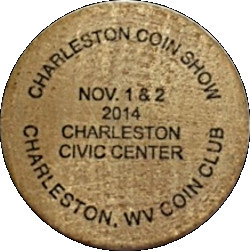 CHARLESTON COIN SHOW
NOV. 1 & 2
2014
CHARLESTON
CIVIC CENTER
CHARLESTON, WV COIN CLUB